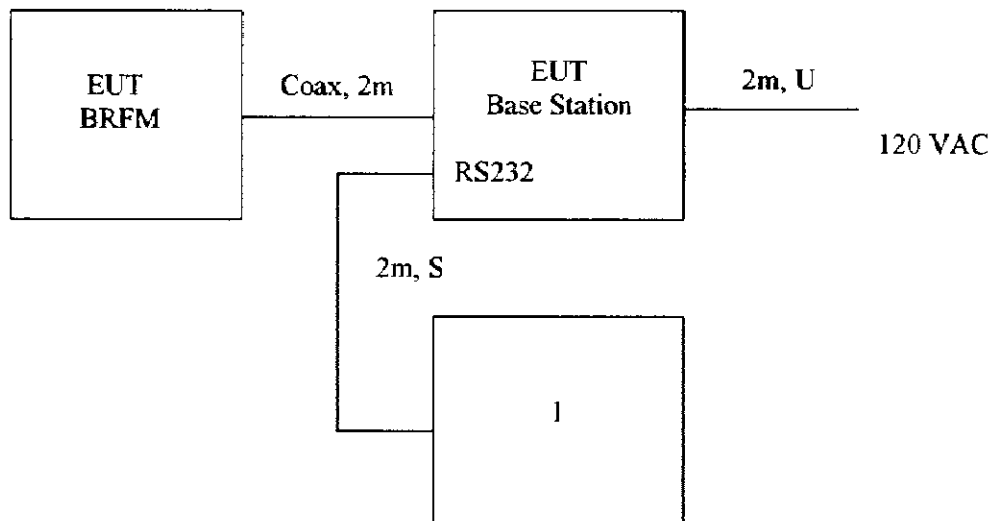 EUT
BRFM
Coax, 2m
EUT
Base Station
RS232
2m, U
120 VAC
2m, S
1